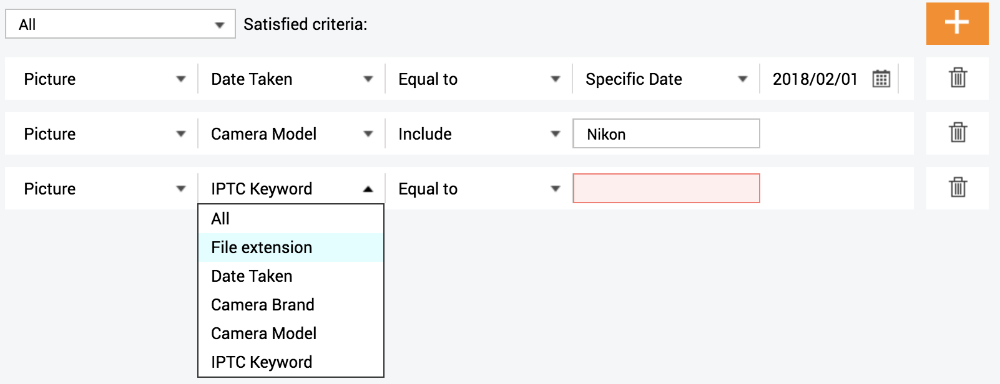 All Satisfied criteria:
Picture Date Taken Equal to Specific Date 2018/02/01
Picture Camera Model Include Nikon
Picture IPTC Keyword Equal to
All
File extension
Date Taken
Camera Brand
Camera Model
IPTC Keyword